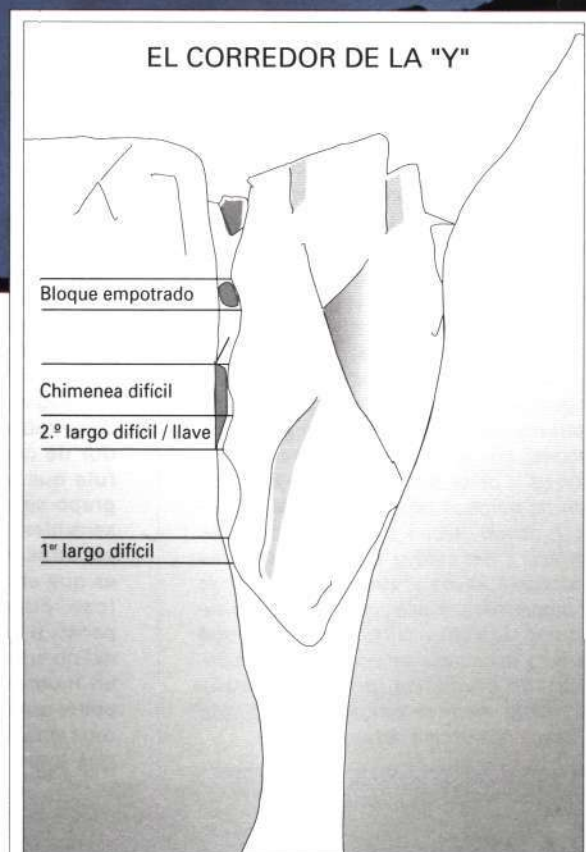 EL CORREDOR DE LA "Y"
Bloque empotrado
Chimenea difícil
2.º largo difícil / llave
1er largo difícil